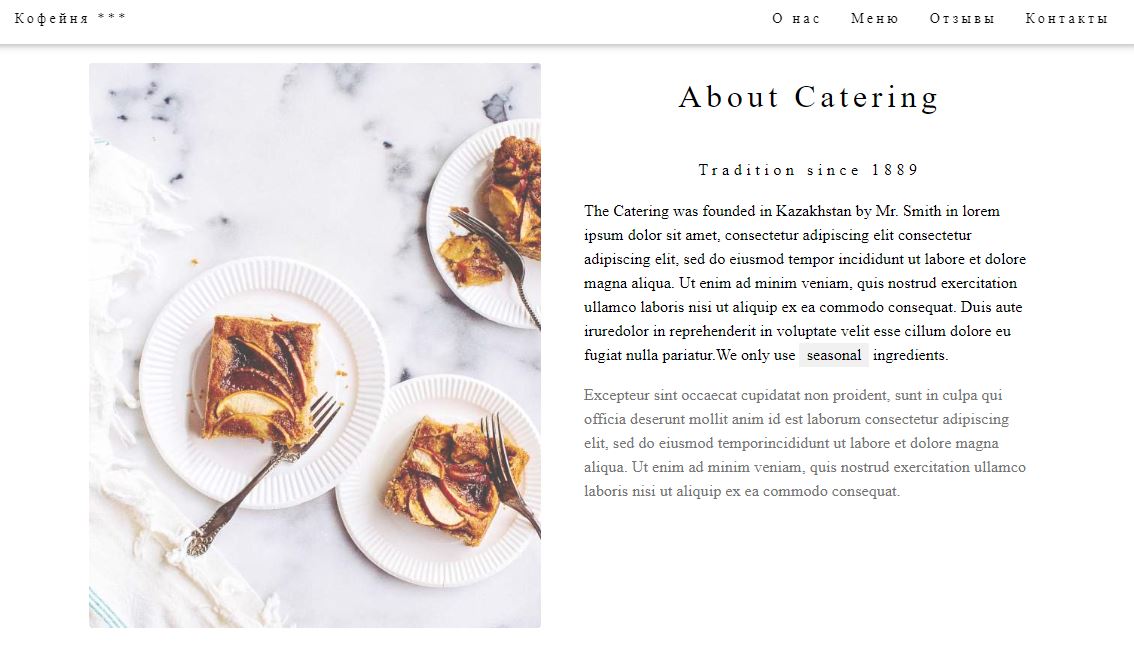 Кофейня ***
О нас Меню Отзывы Контакты
About Catering
Tradition since 1889
The Catering was founded in Kazakhstan by Mr. Smith in lorem
ipsum dolor sit amet, consectetur adipiscing elit consectetur
adipiscing elit, sed do eiusmod tempor incididunt ut labore et dolore
magna aliqua. Ut enim ad minim veniam, quis nostrud exercitation
ullamco laboris nisi ut aliquip ex ea commodo consequat. Duis aute
iruredolor in reprehenderit in voluptate velit esse cillum dolore eu
fugiat nulla pariatur.We only use seasonal ingredients.
Excepteur sint occaecat cupidatat non proident, sunt in culpa qui
officia deserunt mollit anim id est laborum consectetur adipiscing
elit, sed do eiusmod temporincididunt ut labore et dolore magna
aliqua. Ut enim ad minim veniam, quis nostrud exercitation ullamco
laboris nisi ut aliquip ex ea commodo consequat.